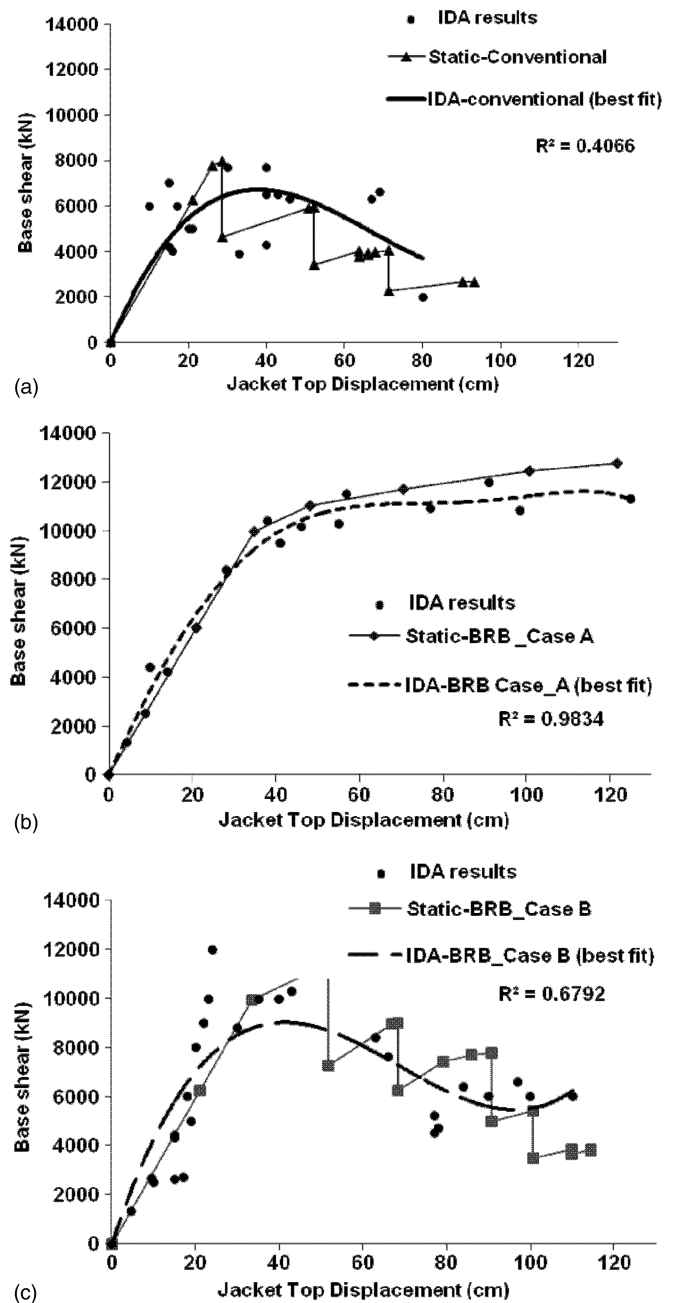 IDA results
Static-Conventional
IDA-conventional (best fit)
R² = 0.4066
14000
12000
10000
8000
6000
4000
2000
0
Base shear (kN)
0 20 40 60 80 100 120
Jacket Top Displacement (cm)
(a)
14000
12000
10000
8000
6000
4000
2000
0
Base shear (kN)
IDA results
Static-BRB _Case A
IDA-BRB Case_A (best fit)
R² = 0.9834
0 20 40 60 80 100 120
Jacket Top Displacement (cm)
(b)
IDA results
Static-BRB_Case B
IDA-BRB_Case B (best fit)
R² = 0.6792
14000
12000
10000
8000
6000
4000
2000
0
Base shear (kN)
0 20 40 60 80 100 120
Jacket Top Displacement (cm)
(c)